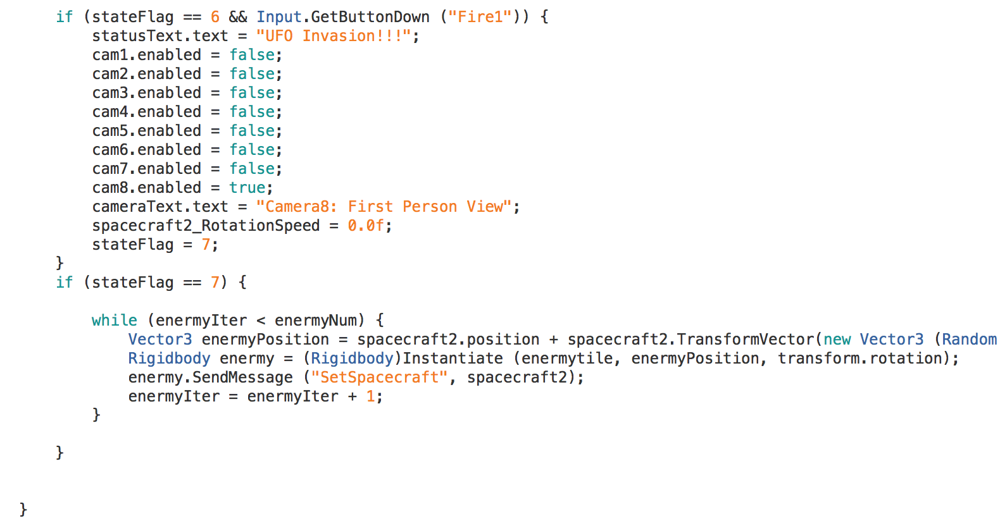 if (stateFlag == 6 && Input.GetButtonDown ("Fire1")) {
statusText.text = "UFO Invasion!!!";
cam1.enabled = false;
cam2.enabled = false;
cam3.enabled = false;
cam4.enabled = false;
cam5.enabled = false;
cam6.enabled = false;
cam7.enabled = false;
cam8.enabled = true;
cameraText.text = "Camera8: First Person View";
spacecraft2_RotationSpeed = 0.0f;
stateFlag = 7;
}
if (stateFlag == 7) {
while (enermyIter < enermyNum) {
Vector3 enermyPosition = spacecraft2.position + spacecraft2.TransformVector(new Vector3 (Random
Rigidbody enermy = (Rigidbody)Instantiate (enermytile, enermyPosition, transform.rotation);
enermy.SendMessage ("SetSpacecraft", spacecraft2);
enermyIter = enermyIter + 1;
}
}
}